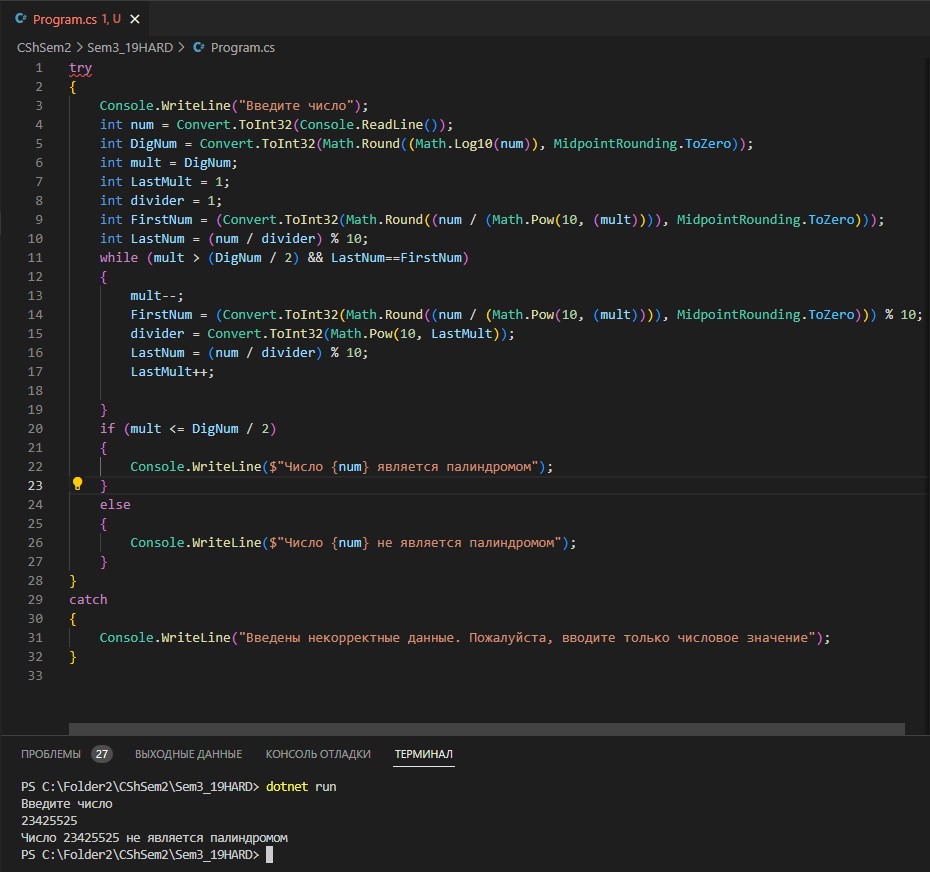 C# Program.cs 1, U ×
CShSem2 > Sem3_19HARD > C# Program.cs
1 try
2 {
3 Console.WriteLine("Введите число");
4 int num = Convert.ToInt32(Console.ReadLine());
5 int DigNum = Convert.ToInt32(Math.Round((Math.Log10(num)), MidpointRounding.ToZero));
6 int mult = DigNum;
7 int LastMult = 1;
8 int divider = 1;
9 int FirstNum = (Convert.ToInt32(Math.Round((num / (Math.Pow(10, (mult)))), MidpointRounding.ToZero)));
10 int LastNum = (num / divider) % 10;
11 while (mult > (DigNum / 2) && LastNum==FirstNum)
12 {
13 mult--;
14 FirstNum = (Convert.ToInt32(Math.Round((num / (Math.Pow(10, (mult)))), MidpointRounding.ToZero))) % 10;
15 divider = Convert.ToInt32(Math.Pow(10, LastMult));
16 LastNum = (num / divider) % 10;
17 LastMult++;
18
19 }
20 if (mult <= DigNum / 2)
21 {
22 Console.WriteLine($"Число {num} является палиндромом");
23 }
24 else
25 {
26 Console.WriteLine($"Число {num} не является палиндромом");
27 }
28 }
29 catch
30 {
31 Console.WriteLine("Введены некорректные данные. Пожалуйста, вводите только числовое значение");
32 }
33
ПРОБЛЕМЫ 27 ВЫХОДНЫЕ ДАННЫЕ КОНСОЛЬ ОТЛАДКИ ТЕРМИНАЛ
PS C:\Folder2\CShSem2\Sem3_19HARD> dotnet run
Введите число
23425525
Число 23425525 не является палиндромом
PS C:\Folder2\CShSem2\Sem3_19HARD>